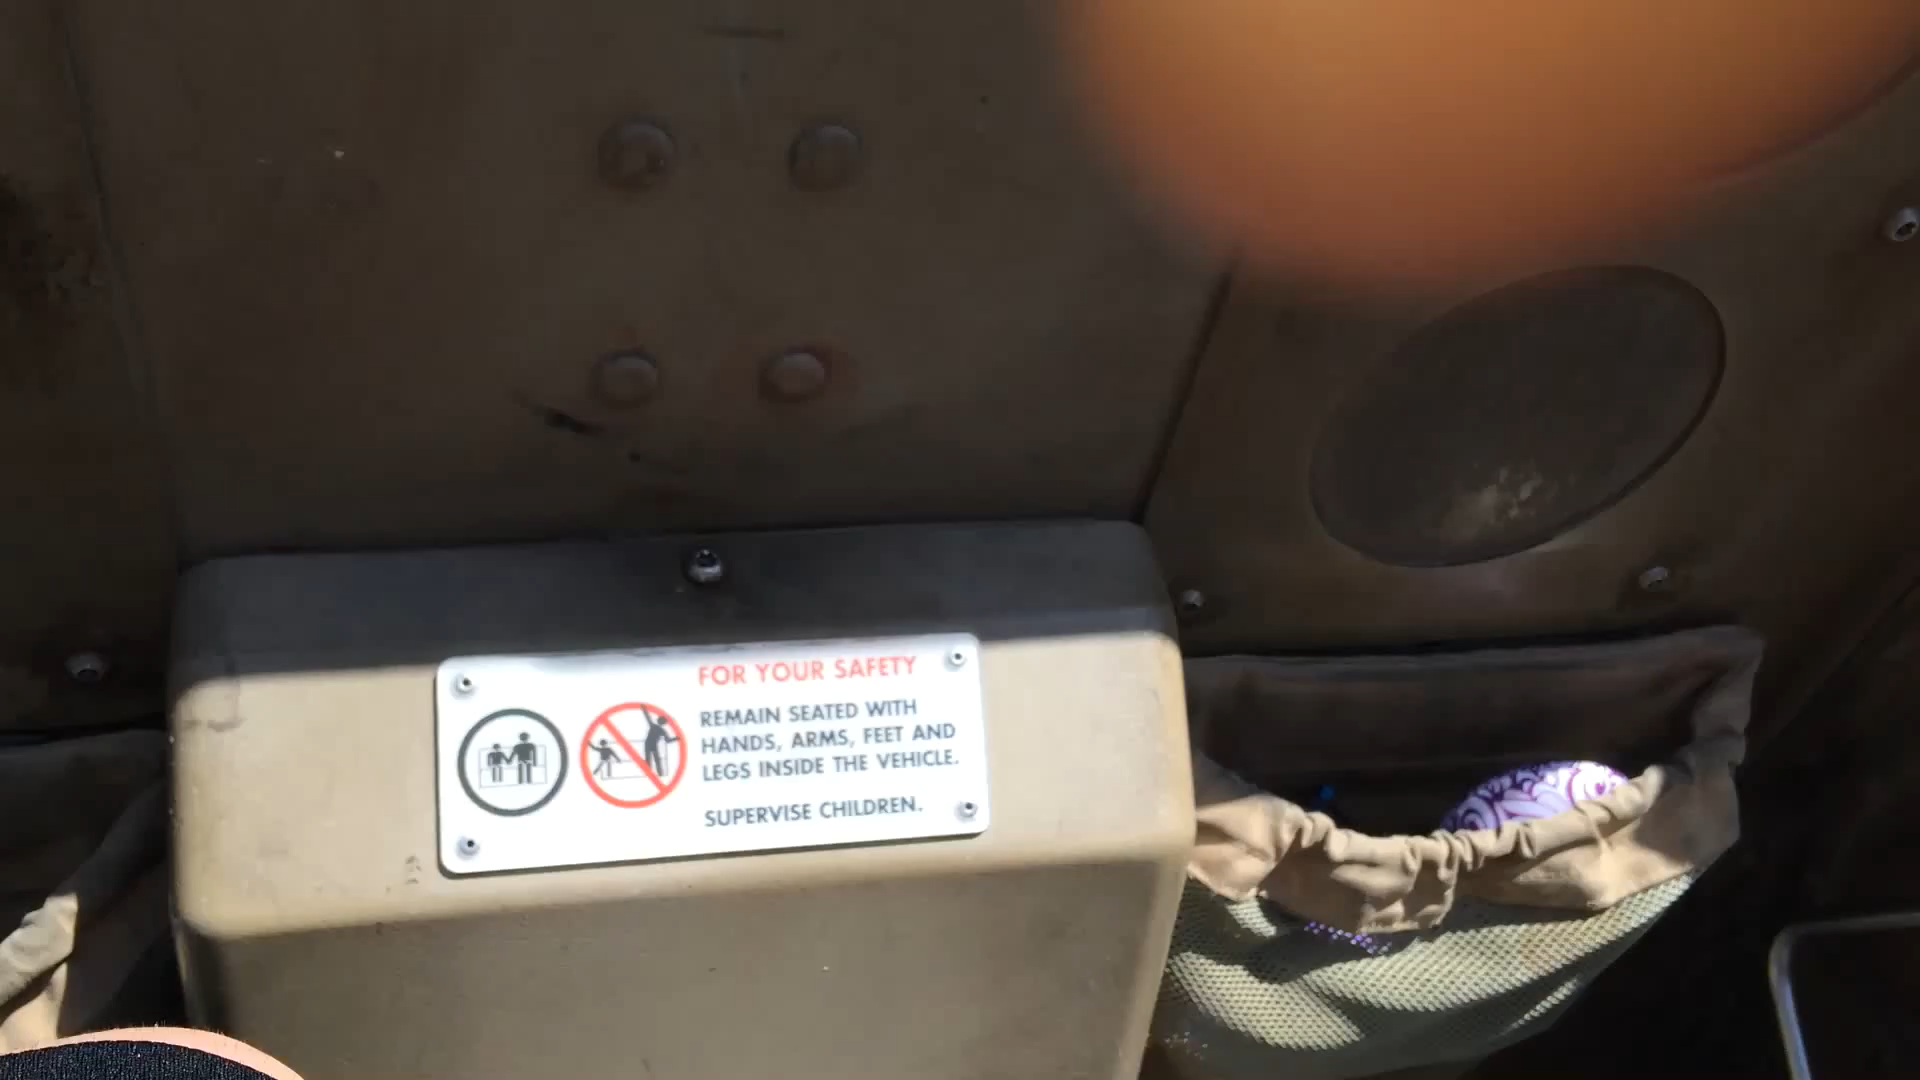 FOR YOUR SAFETY
REMAIN SEATED WITH
HANDS, ARMS, FEET AND
LEGS INSIDE THE VEHICLE.
SUPERVISE CHILDREN.